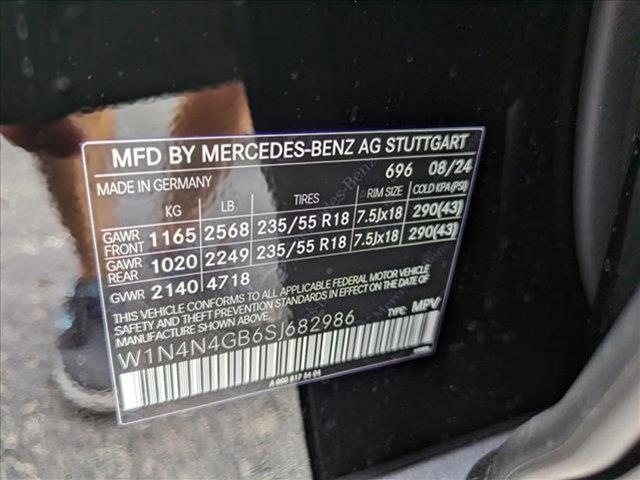 MFD BY MERCEDES-BENZ AG STUTTGART
MADE IN GERMANY 696 08/24
KG LB TIRES RIM SIZE COLD KPA(PSI)
GAWR FRONT 1165 2568 235/55 R18 7.5Jx18 290(43)
GAWR REAR 1020 2249 235/55 R18 7.5Jx18 290(43)
GVWR 2140 4718
THIS VEHICLE CONFORMS TO ALL APPLICABLE FEDERAL MOTOR VEHICLE
SAFETY AND THEFT PREVENTION STANDARDS IN EFFECT ON THE DATE OF
MANUFACTURE SHOWN ABOVE.
W1N4N4GB6SJ682986 TYPE: MPV